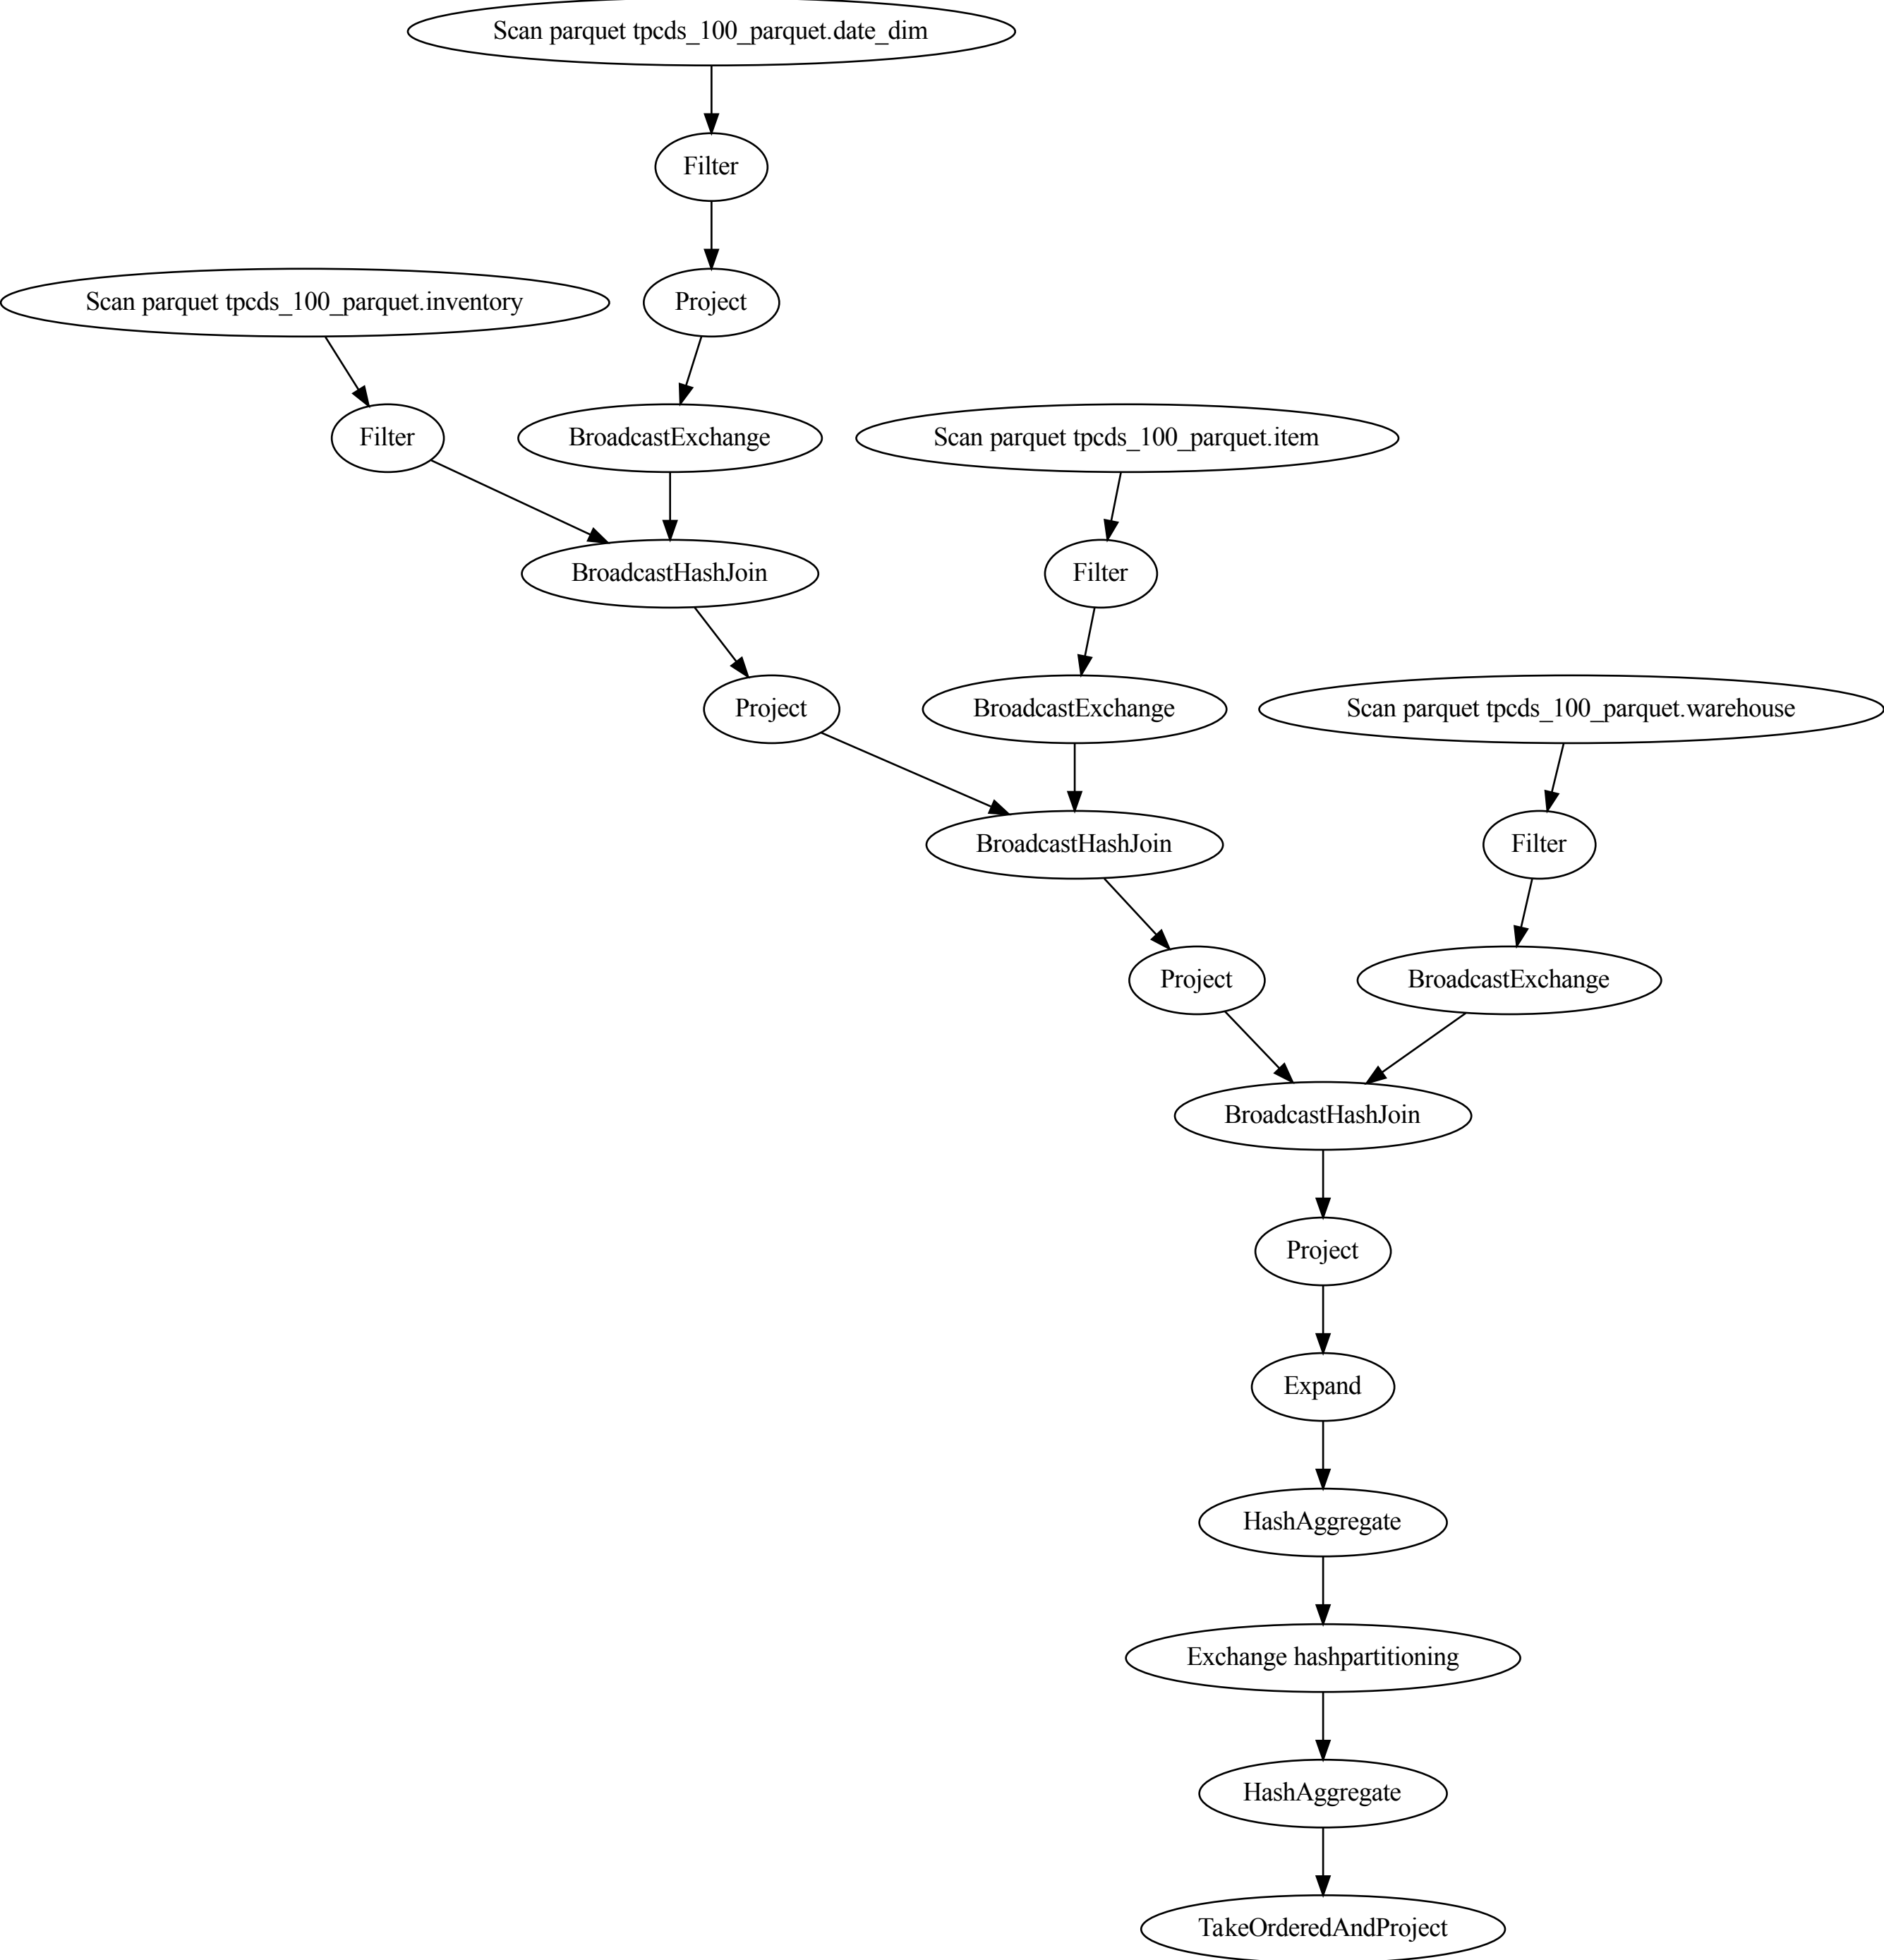 Scan parquet tpcds_100_parquet.date_dim
Filter
Scan parquet tpcds_100_parquet.inventory
Project
Filter
BroadcastExchange
Scan parquet tpcds_100_parquet.item
BroadcastHashJoin
Filter
Project
BroadcastExchange
Scan parquet tpcds_100_parquet.warehouse
BroadcastHashJoin
Filter
Project
BroadcastExchange
BroadcastHashJoin
Project
Expand
HashAggregate
Exchange hashpartitioning
HashAggregate
TakeOrderedAndProject